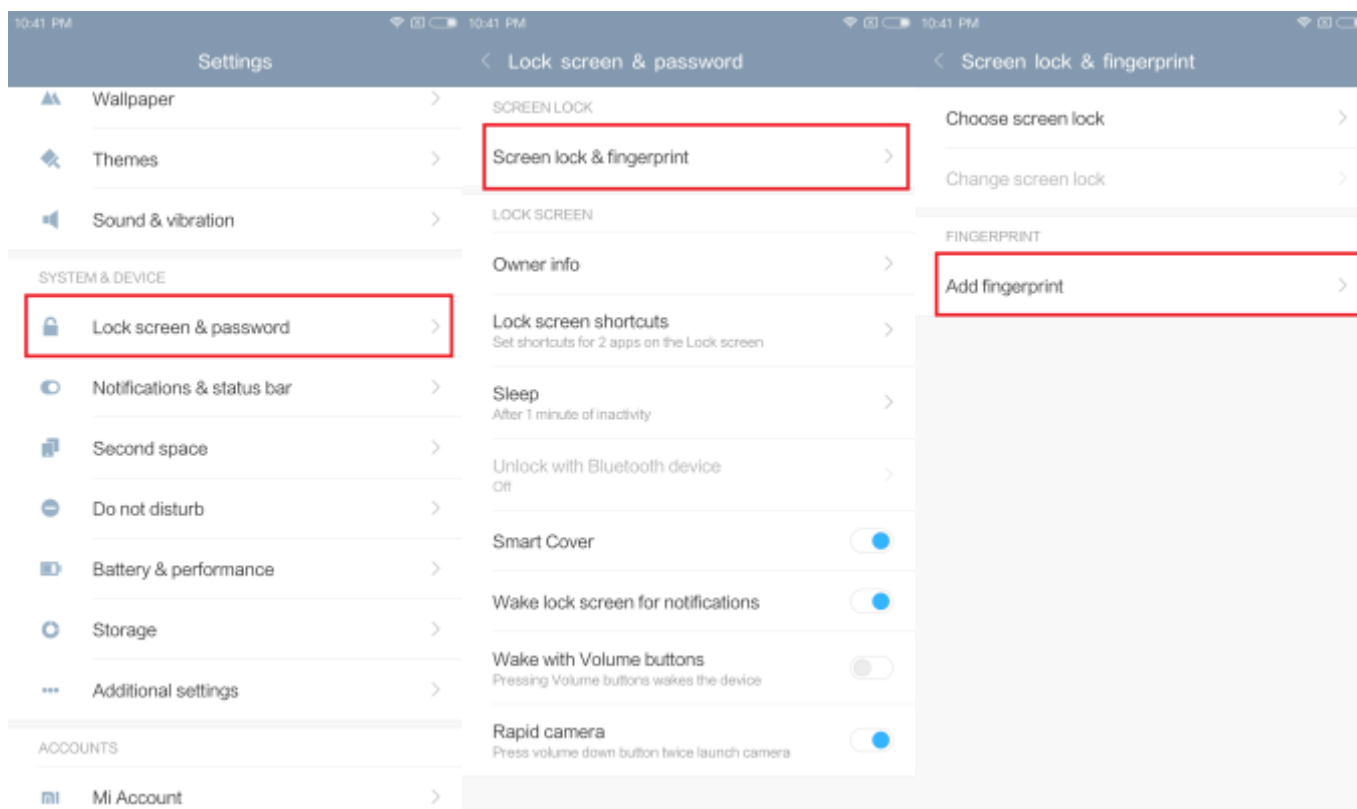 10:41 PM
Settings
Wallpaper
Themes
Sound & vibration
SYSTEM & DEVICE
Lock screen & password
Notifications & status bar
Second space
Do not disturb
Battery & performance
Storage
Additional settings
ACCOUNTS
Mi Account
10:41 PM
Lock screen & password
SCREEN LOCK
Screen lock & fingerprint
LOCK SCREEN
Owner info
Lock screen shortcuts
Set shortcuts for 2 apps on the Lock screen
Sleep
After 1 minute of inactivity
Unlock with Bluetooth device
Off
Smart Cover
Wake lock screen for notifications
Wake with Volume buttons
Pressing Volume buttons wakes the device
Rapid camera
Press volume down button twice launch camera
10:41 PM
Screen lock & fingerprint
Choose screen lock
Change screen lock
FINGERPRINT
Add fingerprint